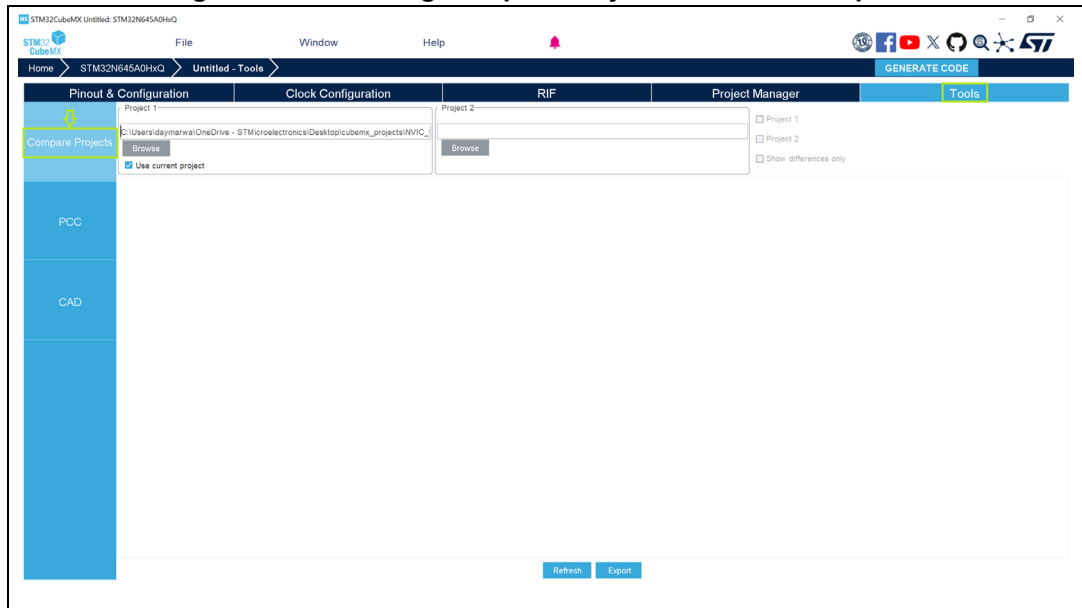 STM32CubeMX Untitled: STM32N645A0HxQ
STM32
CubeMX
File
Window
Help
Home
STM32N645A0HxQ
Untitled - Tools
GENERATE CODE
Pinout & Configuration
Clock Configuration
RIF
Project Manager
Tools
Compare Projects
PCC
CAD
Project 1
C:\Users\daymarwa\OneDrive - STMicroelectronics\Desktop\cubemx_projects\NVIC_
Browse
Use current project
Project 2
Browse
Project 1
Project 2
Show differences only
Refresh
Export